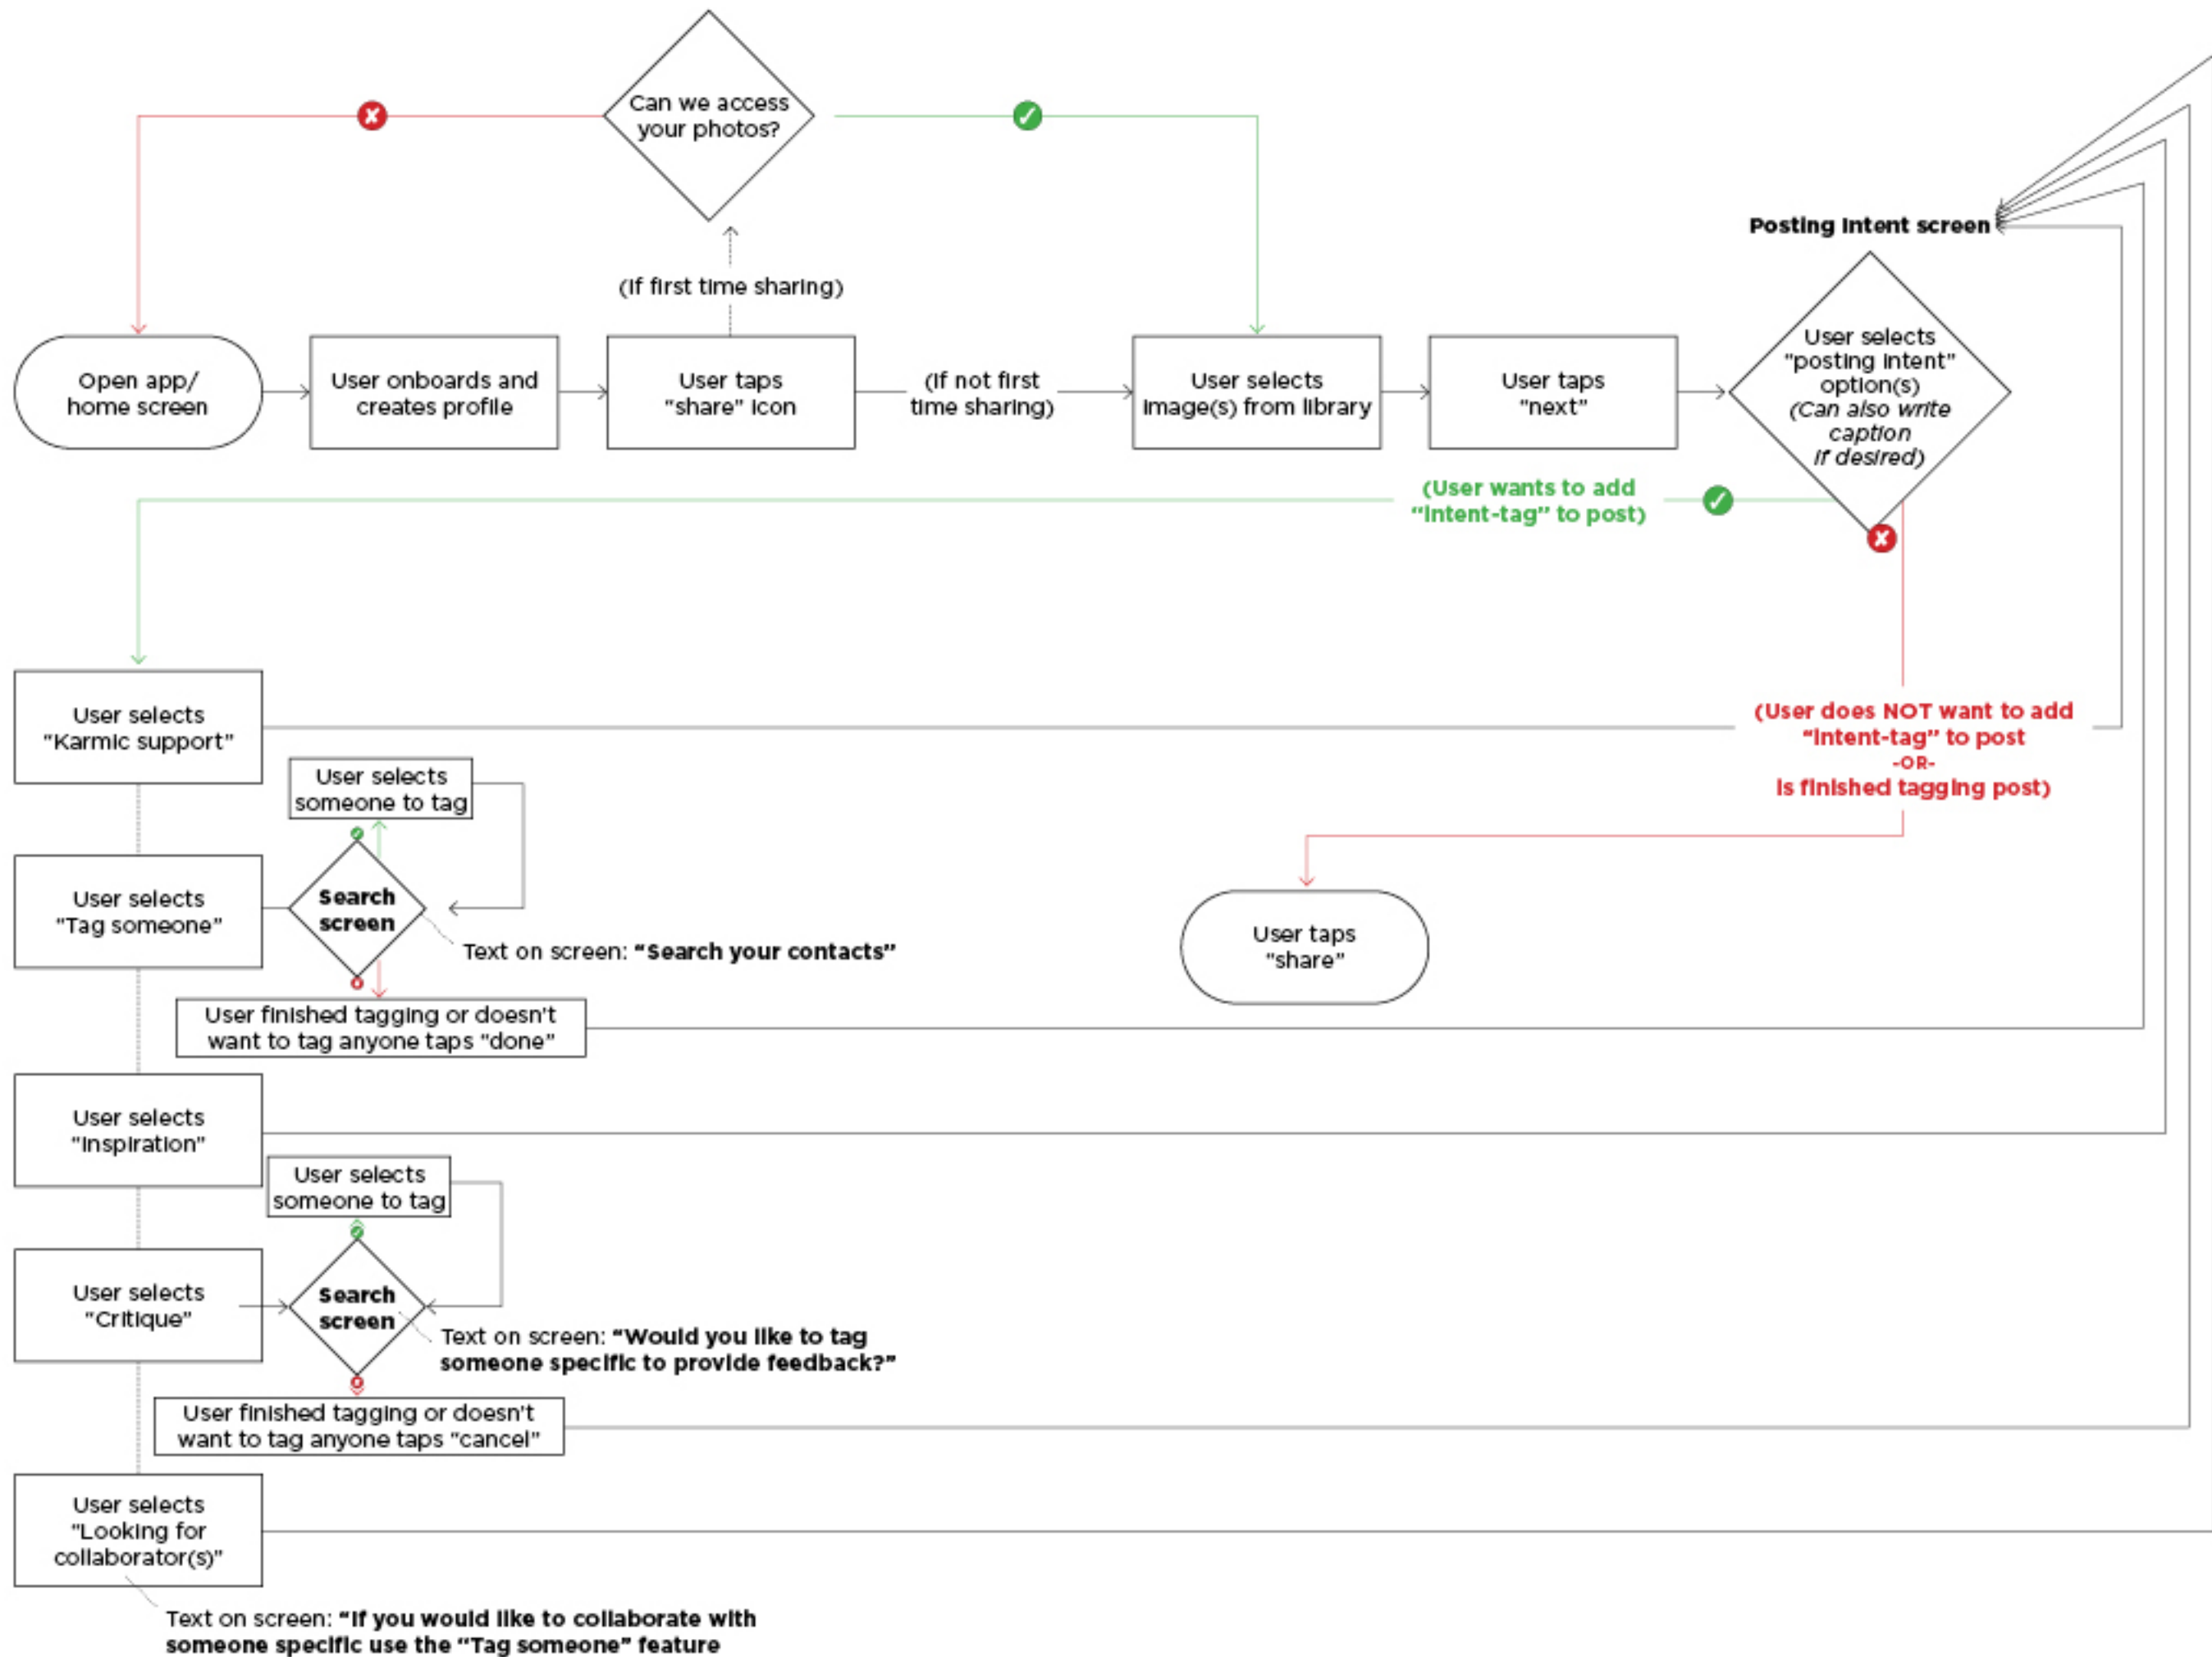 Can we access
your photos?
Posting intent screen
(if first time sharing)
Open app/
home screen
User onboards and
creates profile
User taps
“share” icon
(if not first
time sharing)
User selects
image(s) from library
User taps
“next”
User selects
“posting intent”
option(s)
(Can also write
caption
if desired)
(User wants to add
“intent-tag” to post)
User selects
“Karmic support”
(User does NOT want to add
“intent-tag” to post
-OR-
is finished tagging post)
User selects
someone to tag
User selects
“Tag someone”
Search
screen
Text on screen: “Search your contacts”
User taps
“share”
User finished tagging or doesn't
want to tag anyone taps “done”
User selects
“Inspiration”
User selects
someone to tag
User selects
“Critique”
Search
screen
Text on screen: “Would you like to tag
someone specific to provide feedback?”
User finished tagging or doesn't
want to tag anyone taps “cancel”
User selects
“Looking for
collaborator(s)”
Text on screen: “If you would like to collaborate with
someone specific use the “Tag someone” feature